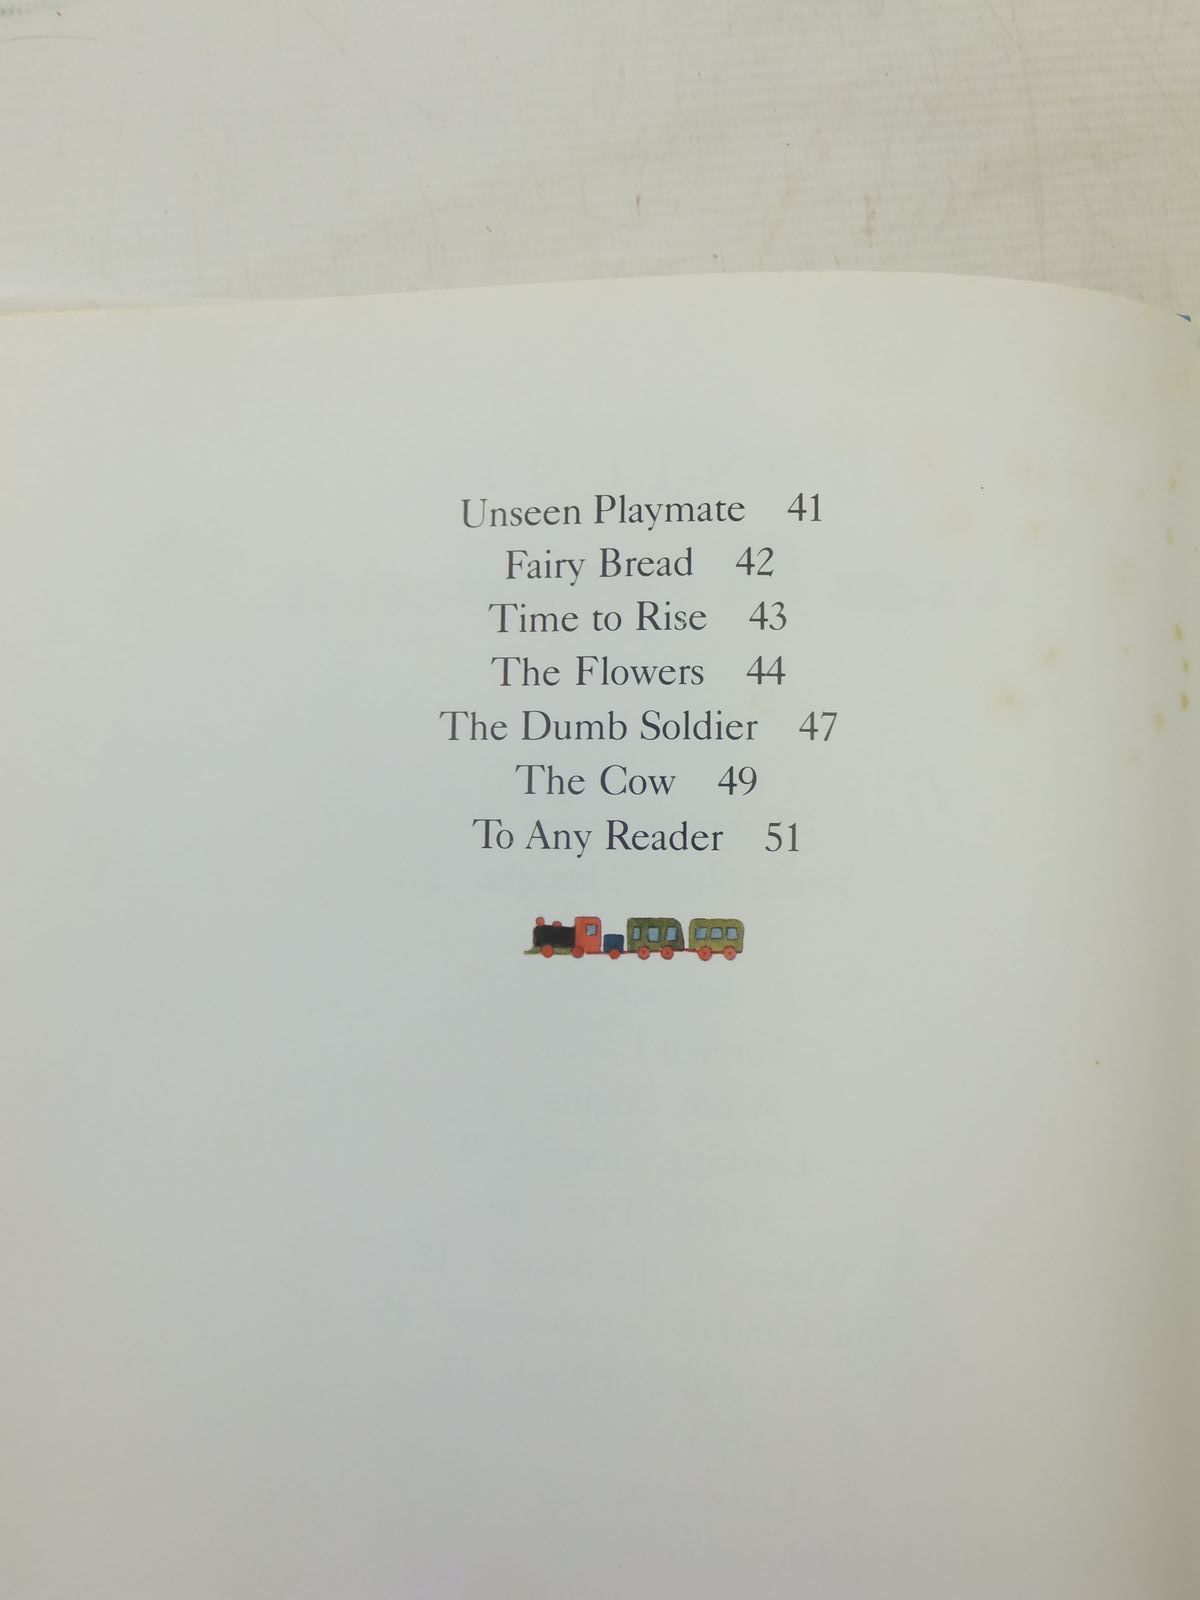 Unseen Playmate 41
Fairy Bread 42
Time to Rise 43
The Flowers 44
The Dumb Soldier 47
The Cow 49
To Any Reader 51